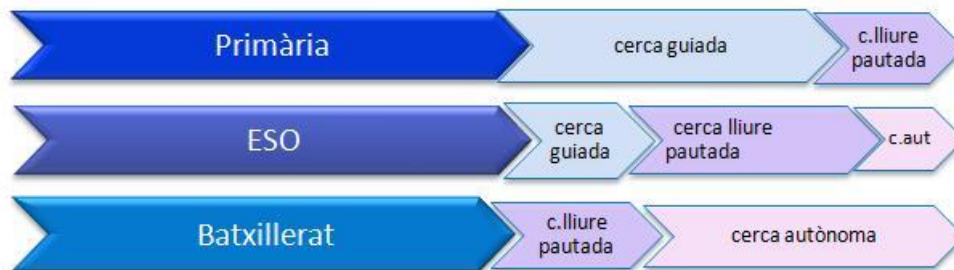 Primària
cerca guiada
c.lliure
pautada
ESO
cerca
guiada
cerca lliure
pautada
c.aut
Batxillerat
c.lliure
pautada
cerca autònoma